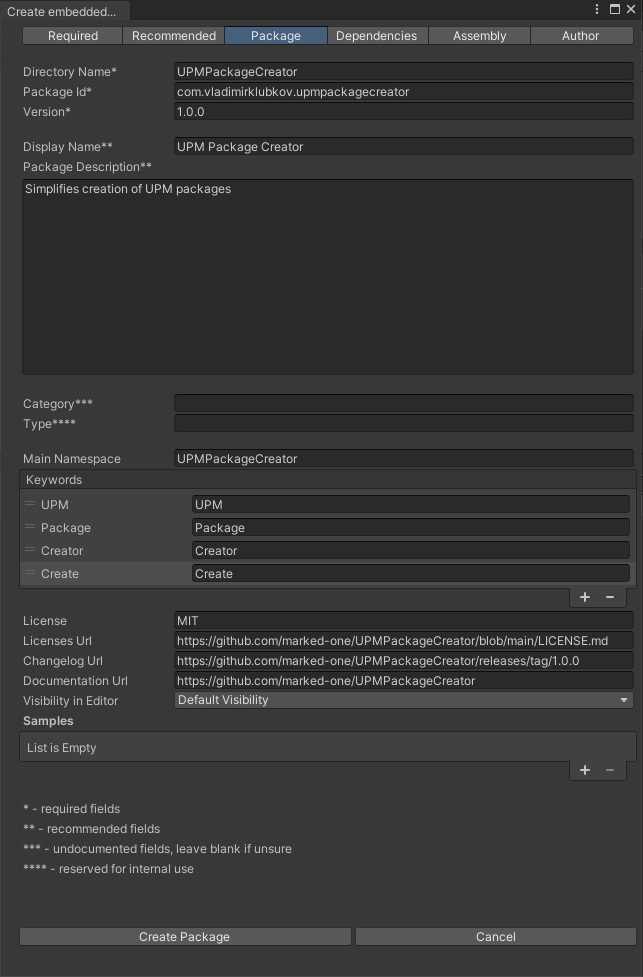 Create embedded...
Required Recommended Package Dependencies Assembly Author
Directory Name* UPMPackageCreator
Package Id* com.vladimirklubkov.upmpackagecreator
Version* 1.0.0
Display Name** UPM Package Creator
Package Description**
Simplifies creation of UPM packages
Category***
Type****
Main Namespace UPMPackageCreator
Keywords
UPM UPM
Package Package
Creator Creator
Create Create
+ −
License MIT
Licenses Url https://github.com/marked-one/UPMPackageCreator/blob/main/LICENSE.md
Changelog Url https://github.com/marked-one/UPMPackageCreator/releases/tag/1.0.0
Documentation Url https://github.com/marked-one/UPMPackageCreator
Visibility in Editor Default Visibility
Samples
List is Empty
+ −
* - required fields
** - recommended fields
*** - undocumented fields, leave blank if unsure
**** - reserved for internal use
Create Package Cancel